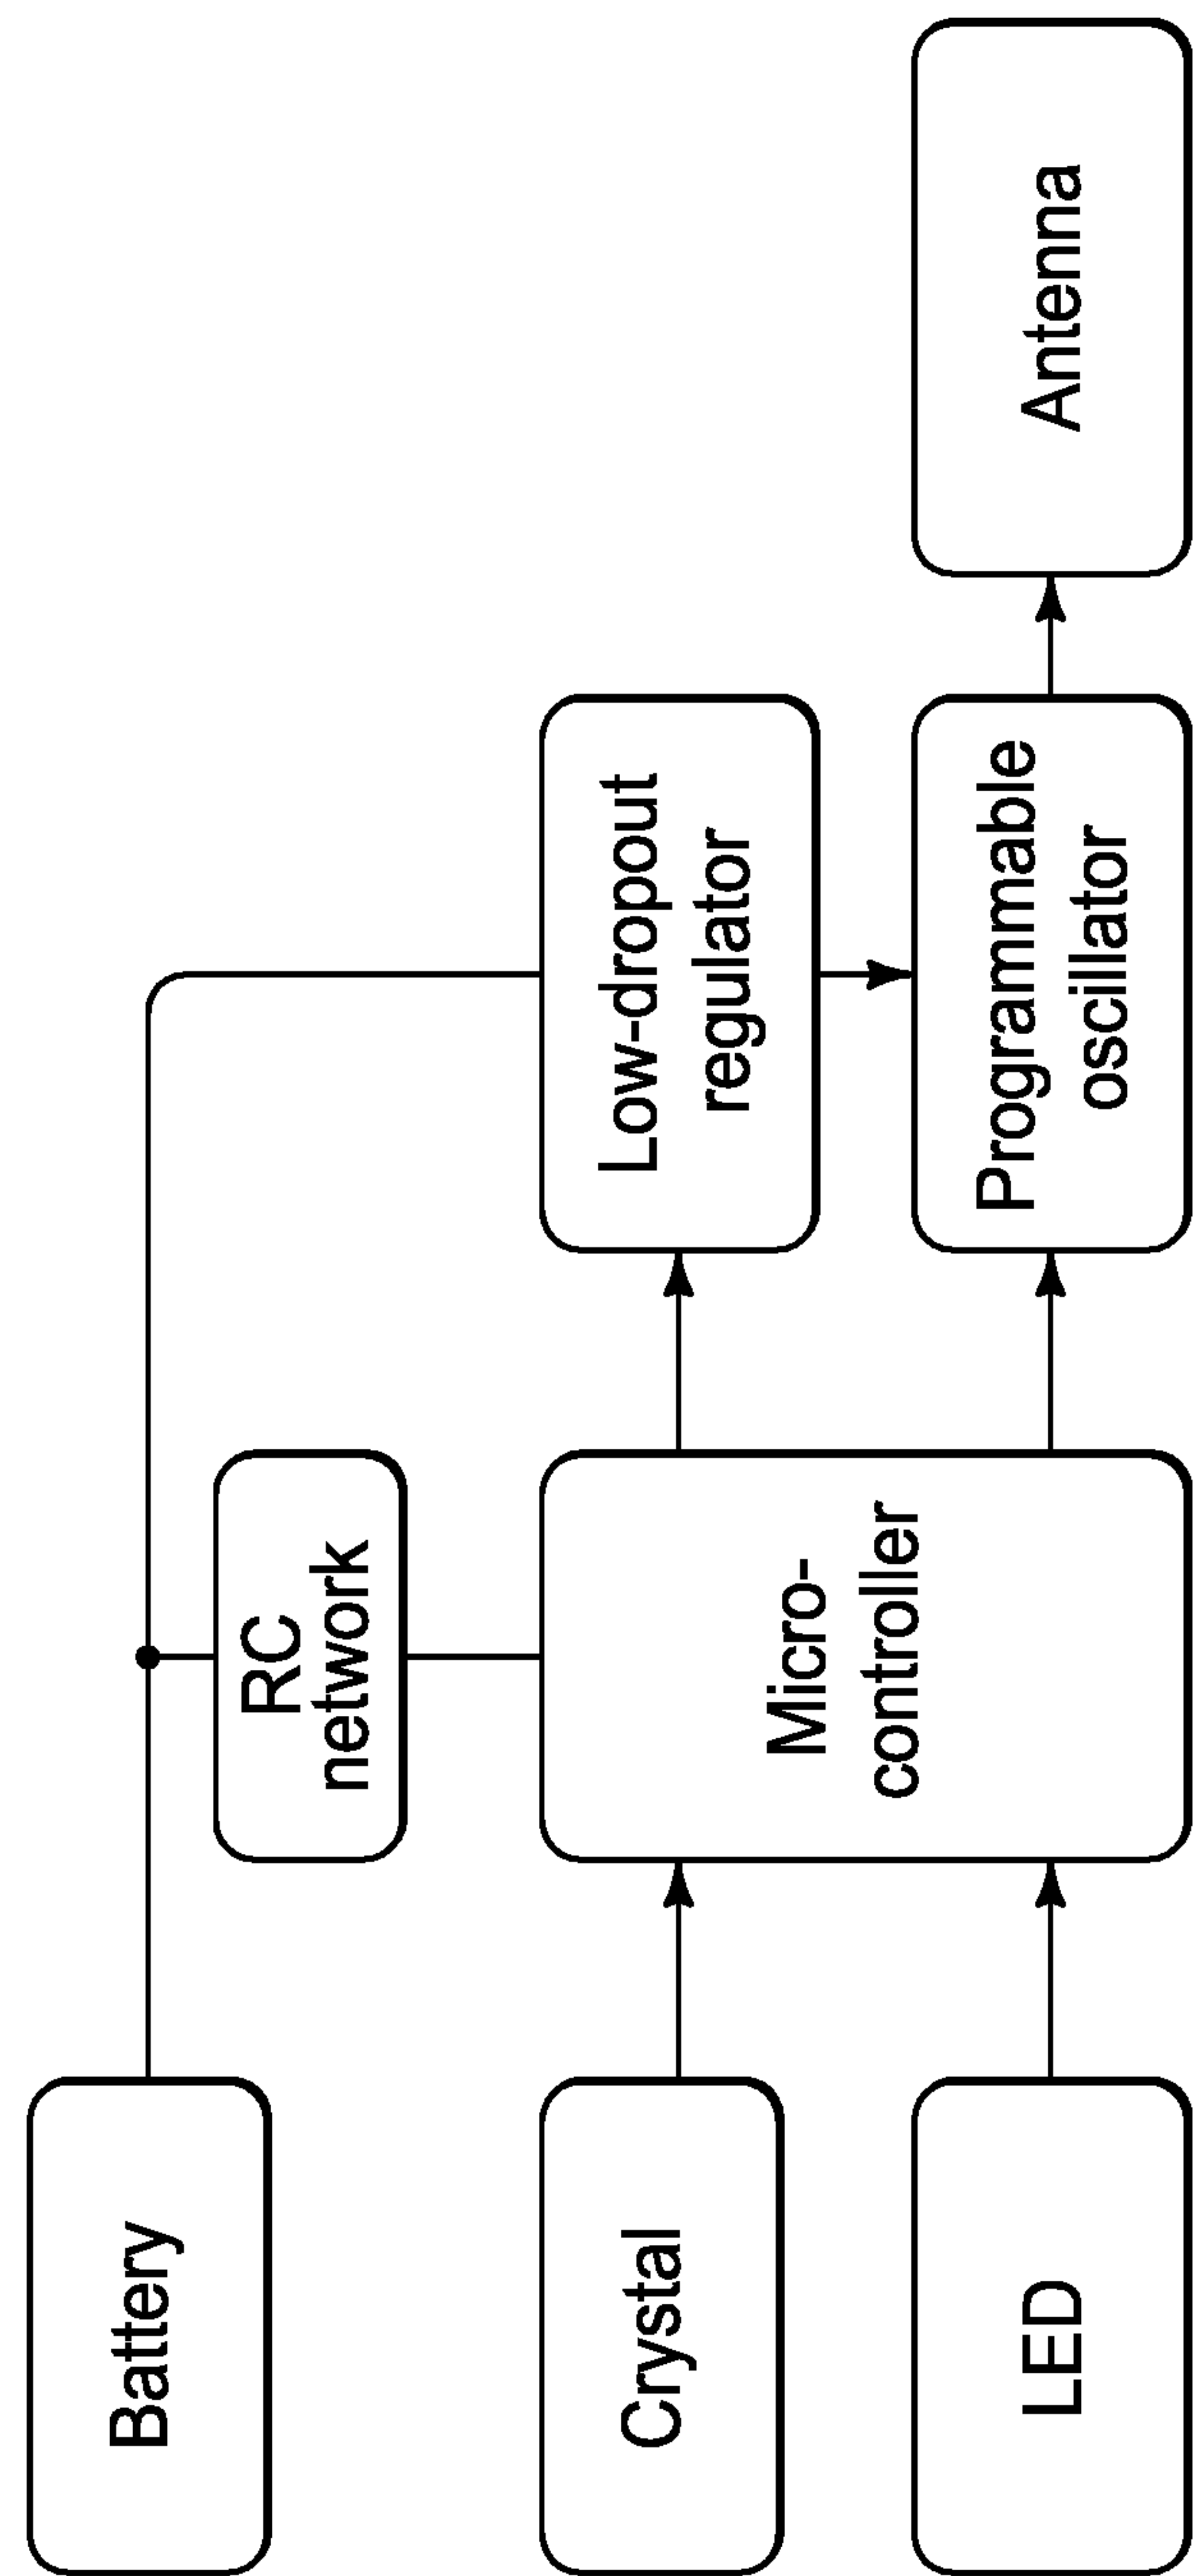 Battery
RC
network
Low-dropout
regulator
Crystal
Micro-
controller
LED
Programmable
oscillator
Antenna